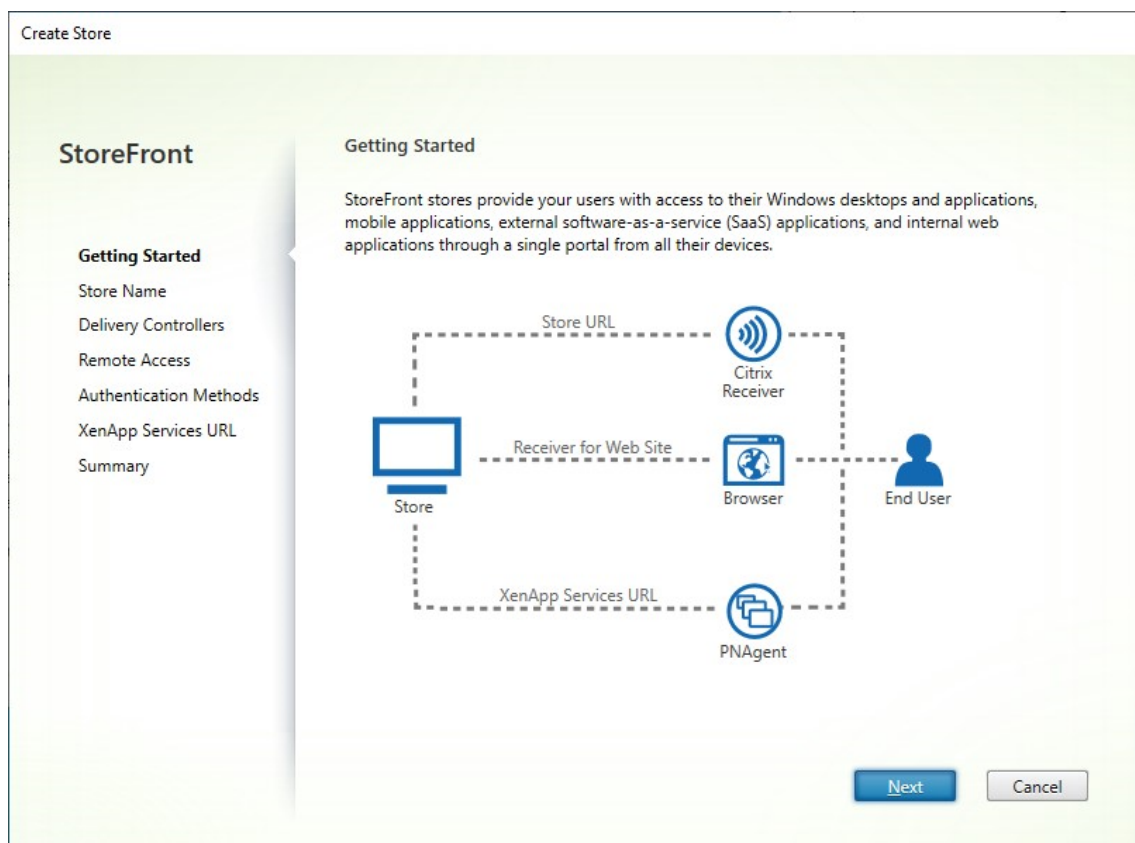 Create Store
StoreFront
Getting Started
Store Name
Delivery Controllers
Remote Access
Authentication Methods
XenApp Services URL
Summary
Getting Started
StoreFront stores provide your users with access to their Windows desktops and applications,
mobile applications, external software-as-a-service (SaaS) applications, and internal web
applications through a single portal from all their devices.
Store URL
Citrix
Receiver
Receiver for Web Site
Store
Browser
End User
XenApp Services URL
PNAgent
Next
Cancel